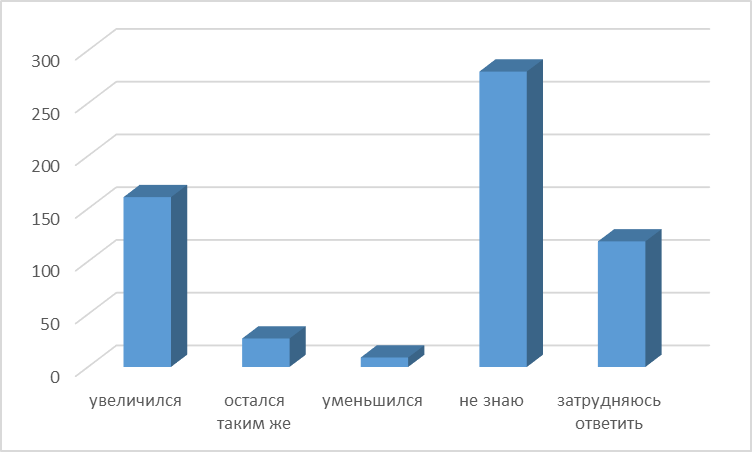 300
250
200
150
100
50
0
увеличился
остался
таким же
уменьшился
не знаю
затрудняюсь
ответить